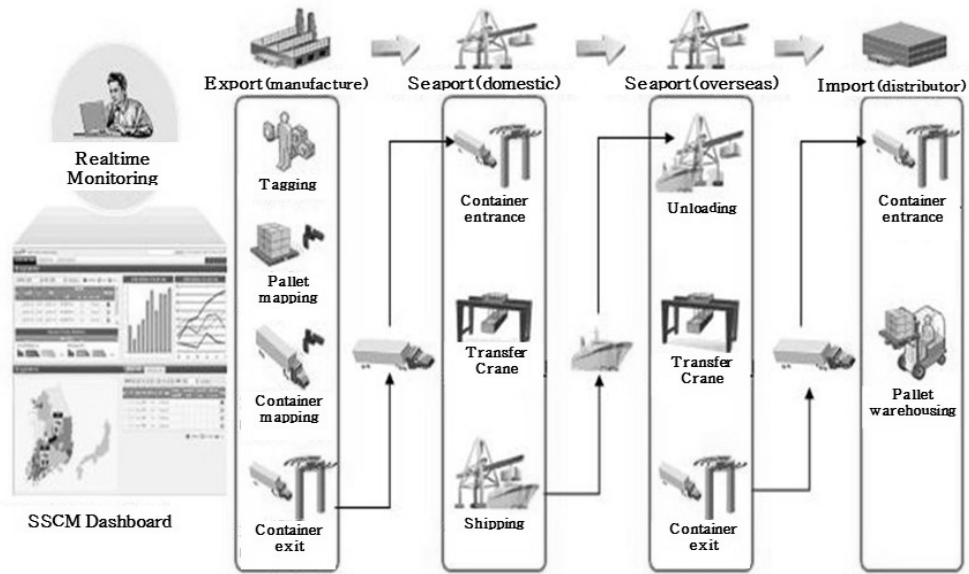 Export(manufacture)
Seaport(domestic)
Seaport(overseas)
Import(distributor)
Realtime
Monitoring
SSCM Dashboard
Tagging
Pallet
mapping
Container
mapping
Container
exit
Container
entrance
Transfer
Crane
Shipping
Unloading
Transfer
Crane
Container
exit
Container
entrance
Pallet
warehousing